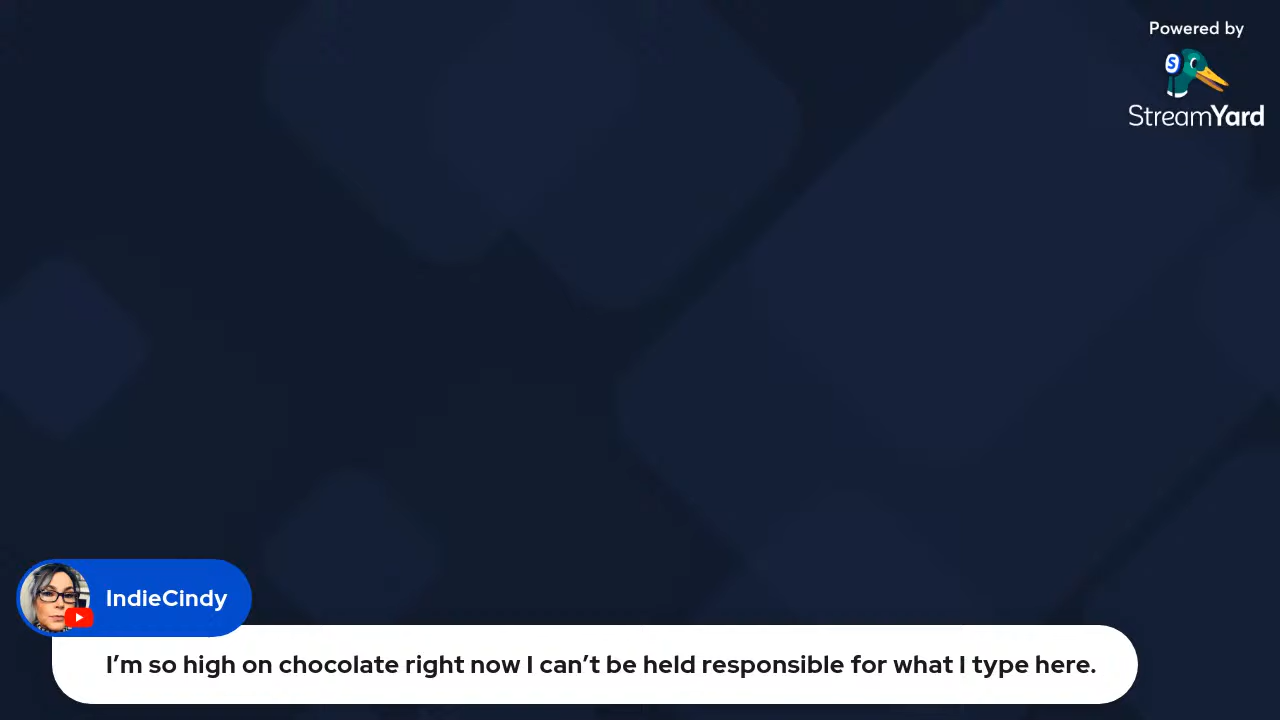 Powered by
S
StreamYard
IndieCindy
I’m so high on chocolate right now I can’t be held responsible for what I type here.